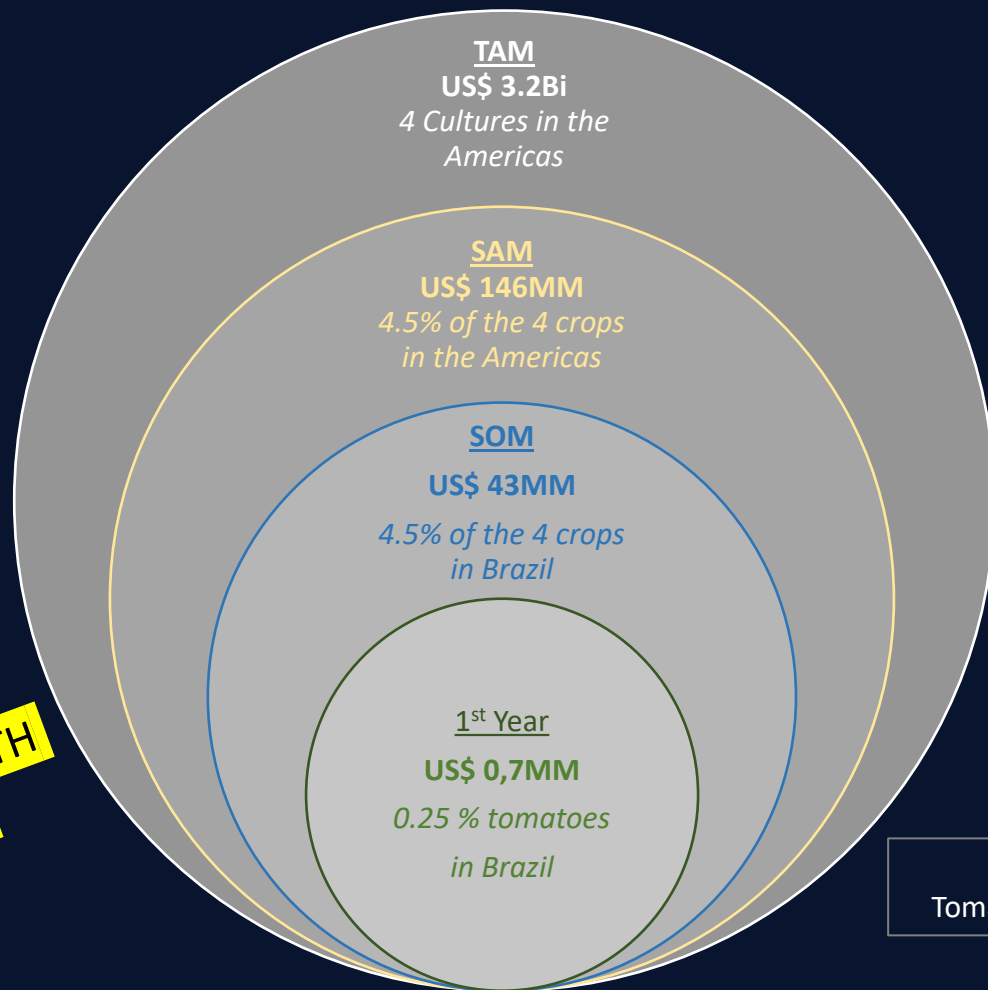 TAM
US$ 3.2Bi
4 Cultures in the
Americas
SAM
US$ 146MM
4.5% of the 4 crops
in the Americas
SOM
US$ 43MM
4.5% of the 4 crops
in Brazil
1st Year
US$ 0,7MM
0.25 % tomatoes
in Brazil
TH
Tom